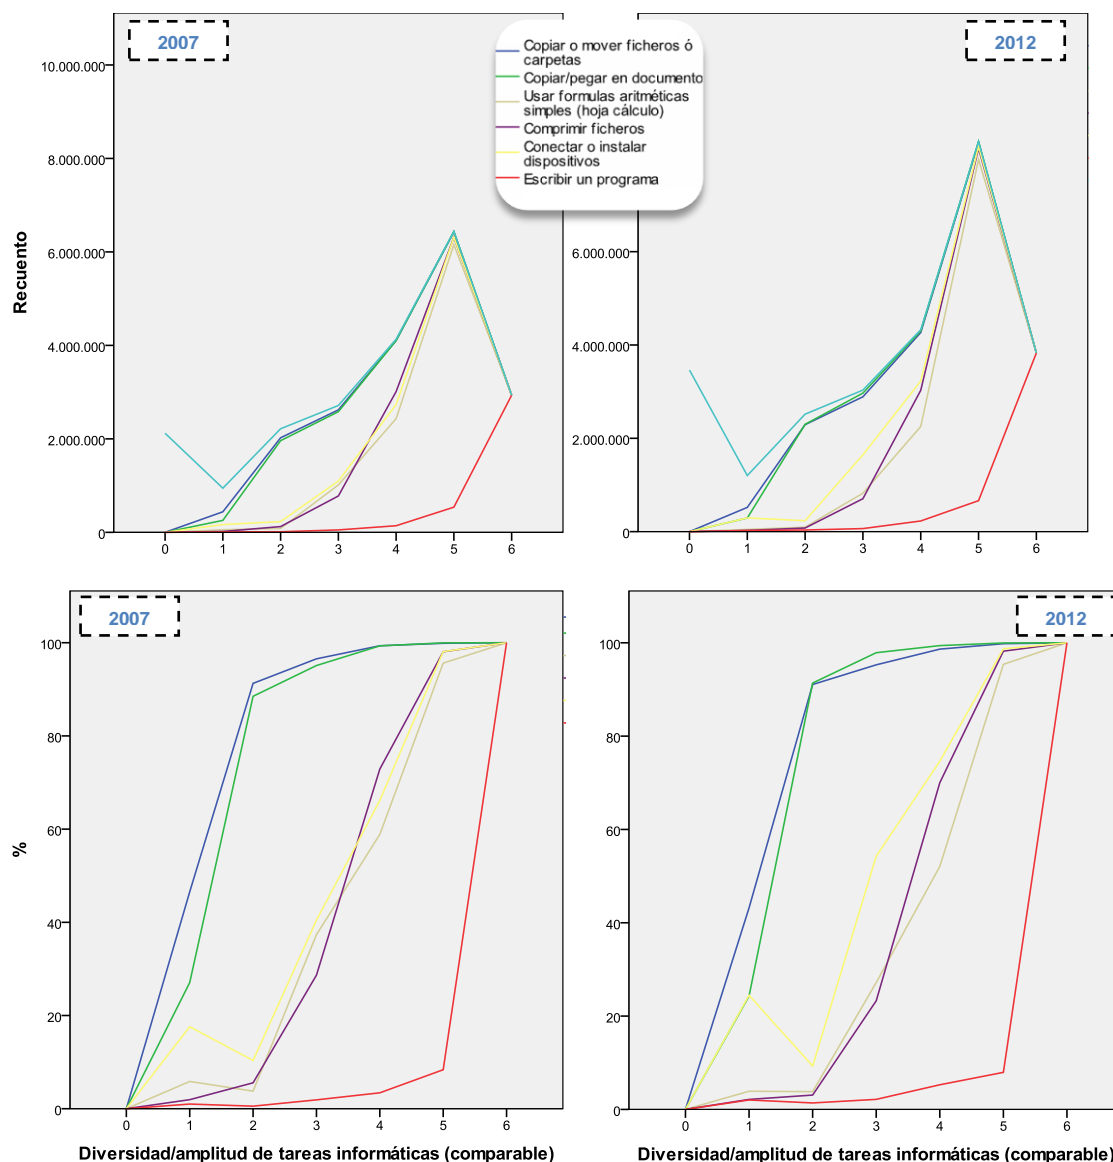 2007
2012
Copiar o mover ficheros ó
carpetas
Copiar/pegar en documento
Usar formulas aritméticas
simples (hoja cálculo)
Comprimir ficheros
Conectar o instalar
dispositivos
Escribir un programa
Recuento
10.000.000
8.000.000
6.000.000
4.000.000
2.000.000
0
0 1 2 3 4 5 6
6.000.000
4.000.000
2.000.000
0
0 1 2 3 4 5 6
2007
2012
%
100
80
60
40
20
0
0 1 2 3 4 5 6
Diversidad/amplitud de tareas informáticas (comparable)
100
80
60
40
20
0
0 1 2 3 4 5 6
Diversidad/amplitud de tareas informáticas (comparable)